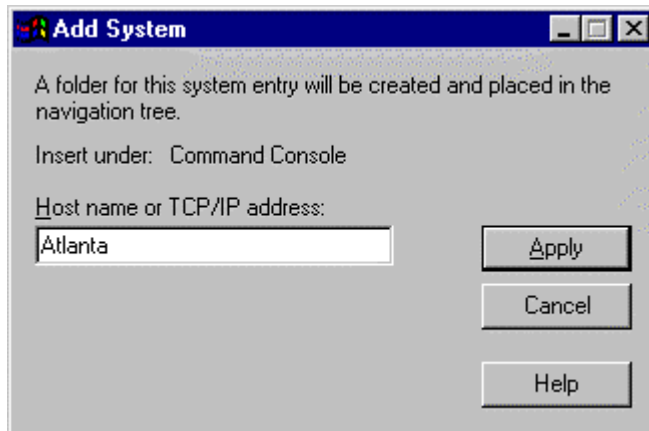 Add System
A folder for this system entry will be created and placed in the
navigation tree.
Insert under: Command Console
Host name or TCP/IP address:
Atlanta
Apply
Cancel
Help